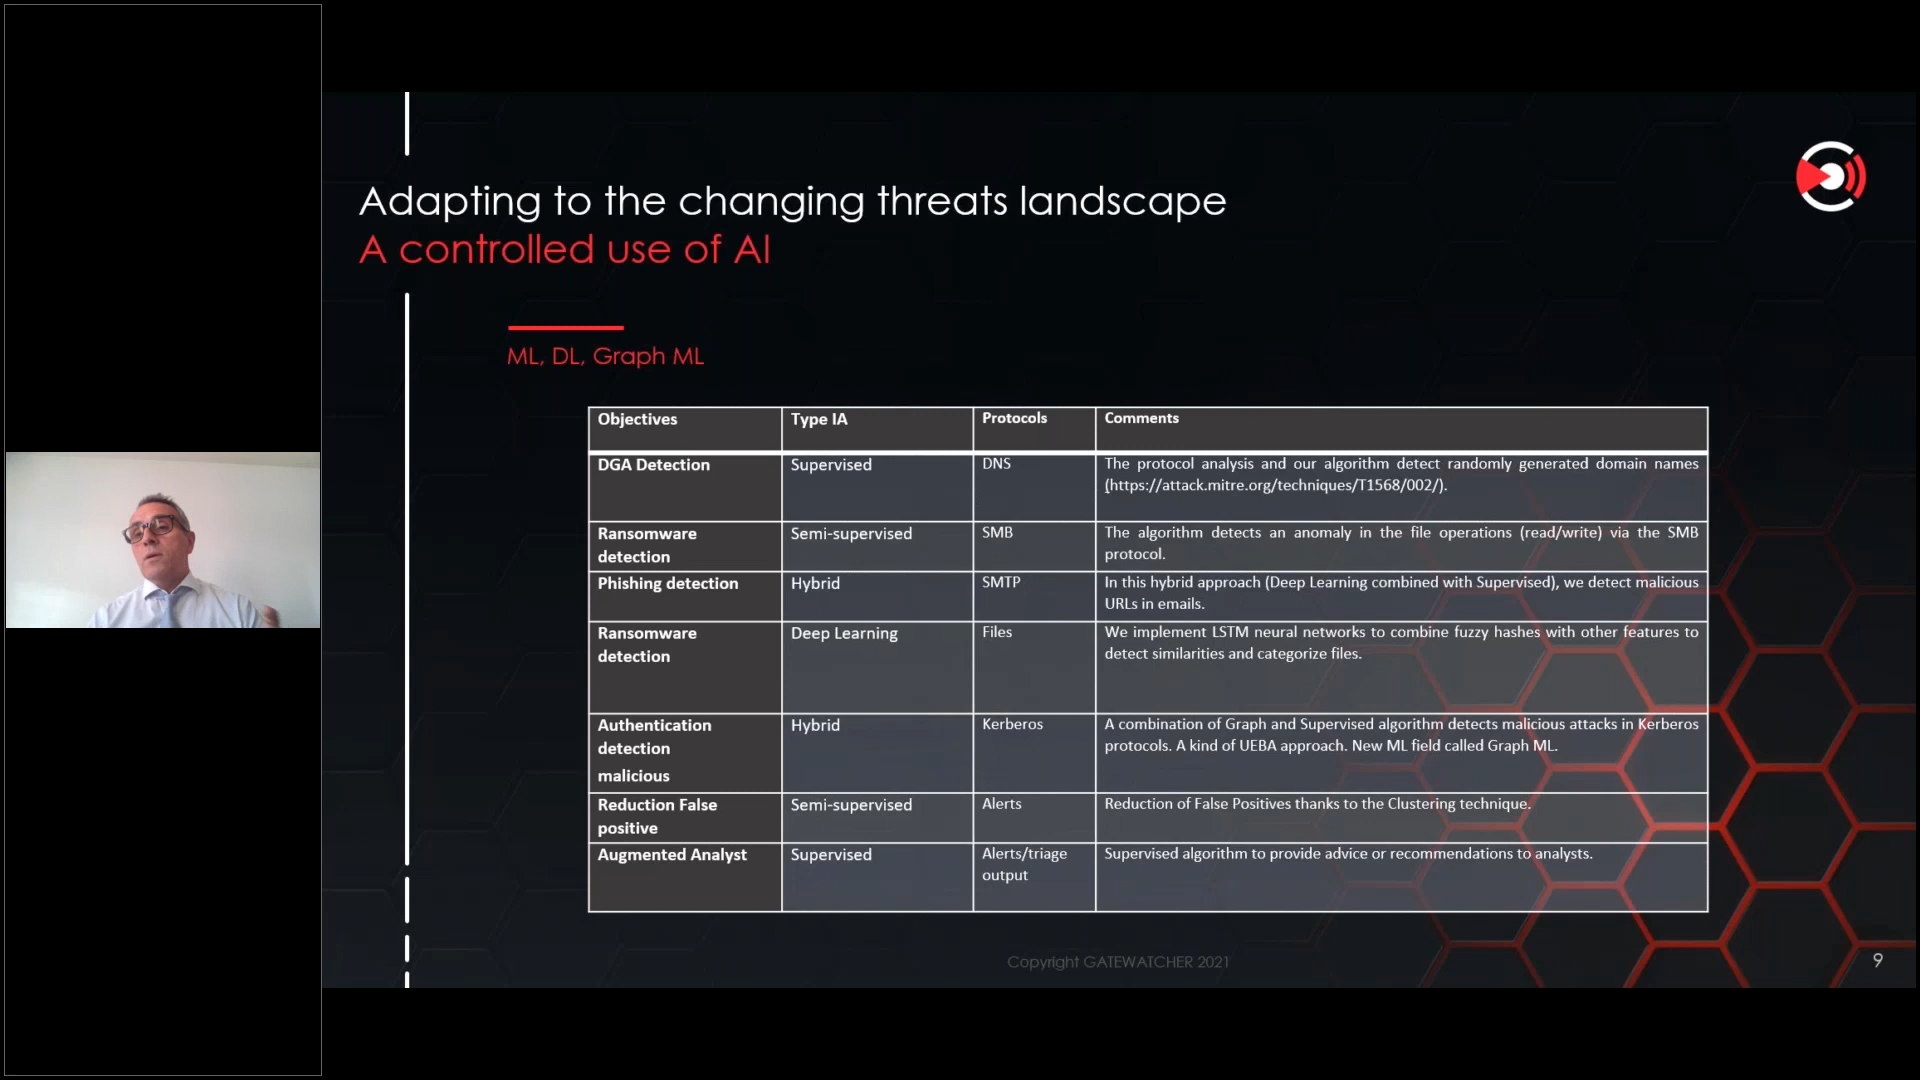 Adapting to the changing threats landscape
A controlled use of AI
ML, DL, Graph ML
Objectives
Type IA
Protocols
Comments
DGA Detection
Supervised
DNS
The protocol analysis and our algorithm detect randomly generated domain names
(https://attack.mitre.org/techniques/T1568/002/).
Ransomware
detection
Semi-supervised
SMB
The algorithm detects an anomaly in the file operations (read/write) via the SMB
protocol.
Phishing detection
Hybrid
SMTP
In this hybrid approach (Deep Learning combined with Supervised), we detect malicious
URLs in emails.
Ransomware
detection
Deep Learning
Files
We implement LSTM neural networks to combine fuzzy hashes with other features to
detect similarities and categorize files.
Authentication
detection
malicious
Hybrid
Kerberos
A combination of Graph and Supervised algorithm detects malicious attacks in Kerberos
protocols. A kind of UEBA approach. New ML field called Graph ML.
Reduction False
positive
Semi-supervised
Alerts
Reduction of False Positives thanks to the Clustering technique.
Augmented Analyst
Supervised
Alerts/triage
output
Supervised algorithm to provide advice or recommendations to analysts.
Copyright GATEWATCHER 2021
9